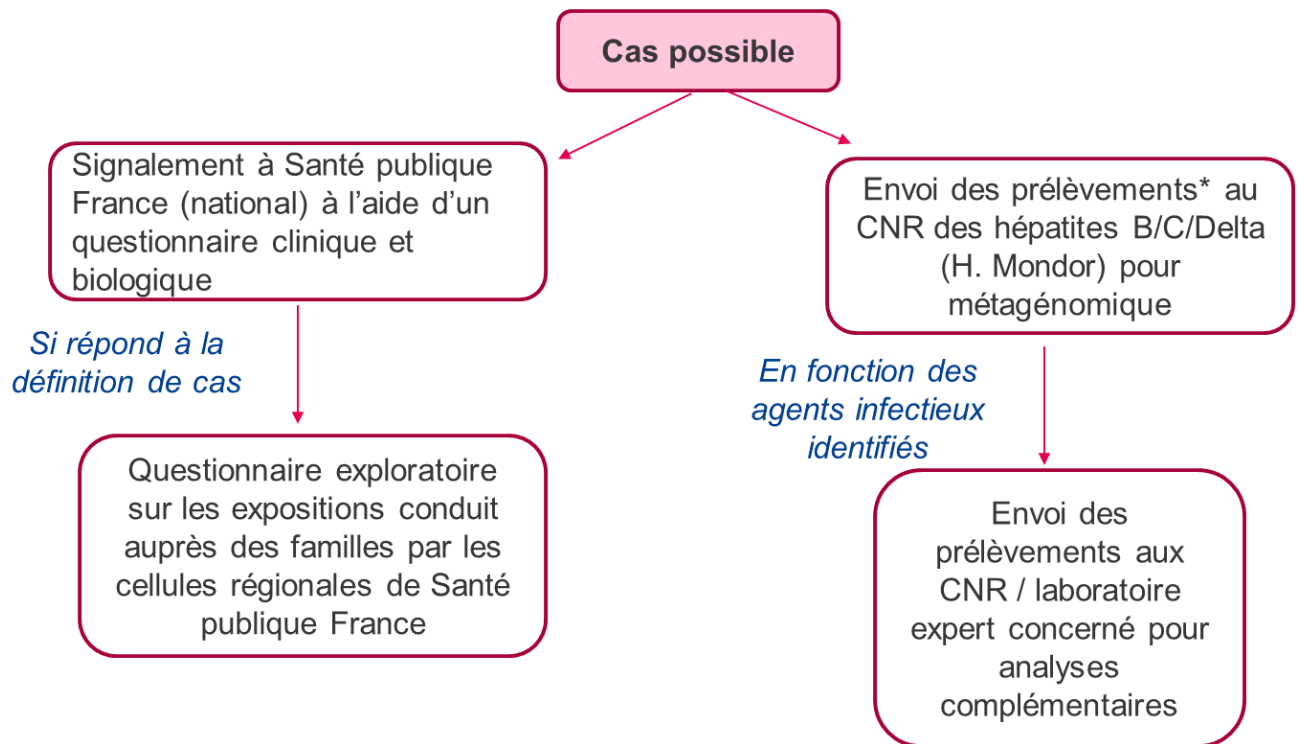 Cas possible
Signalement à Santé publique
France (national) à l'aide d'un
questionnaire clinique et
biologique
Envoi des prélèvements* au
CNR des hépatites B/C/Delta
(H. Mondor) pour
métagénomique
Si répond à la
définition de cas
En fonction des
agents infectieux
identifiés
Questionnaire exploratoire
sur les expositions conduit
auprès des familles par les
cellules régionales de Santé
publique France
Envoi des
prélèvements aux
CNR / laboratoire
expert concerné pour
analyses
complémentaires